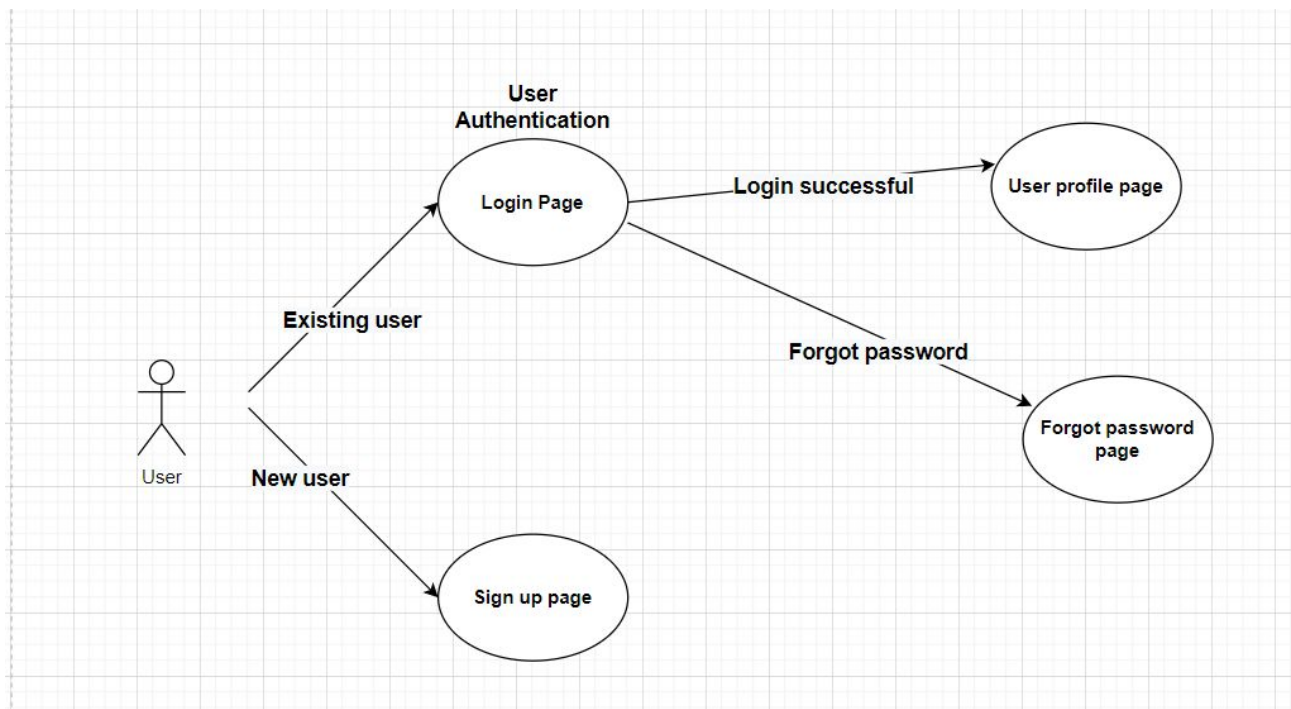 User
Authentication
Login Page
Login successful
User profile page
Existing user
Forgot password
Forgot password
page
User
New user
Sign up page